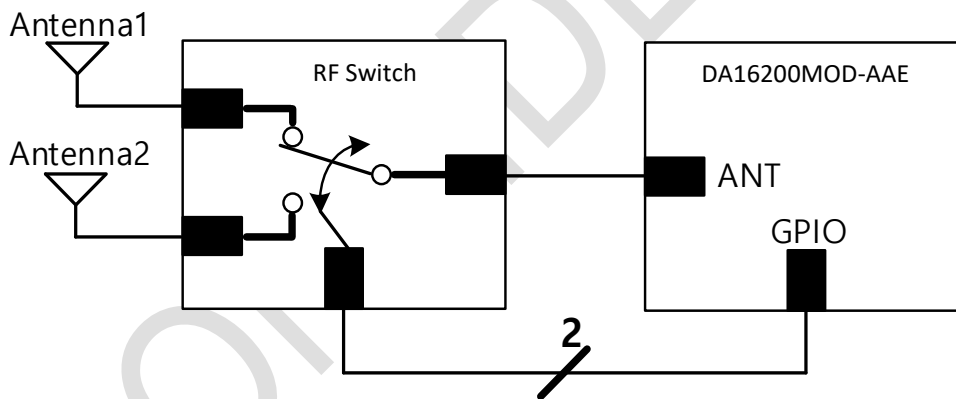 Antenna1
RF Switch
DA16200MOD-AAE
Antenna2
ANT
GPIO
2